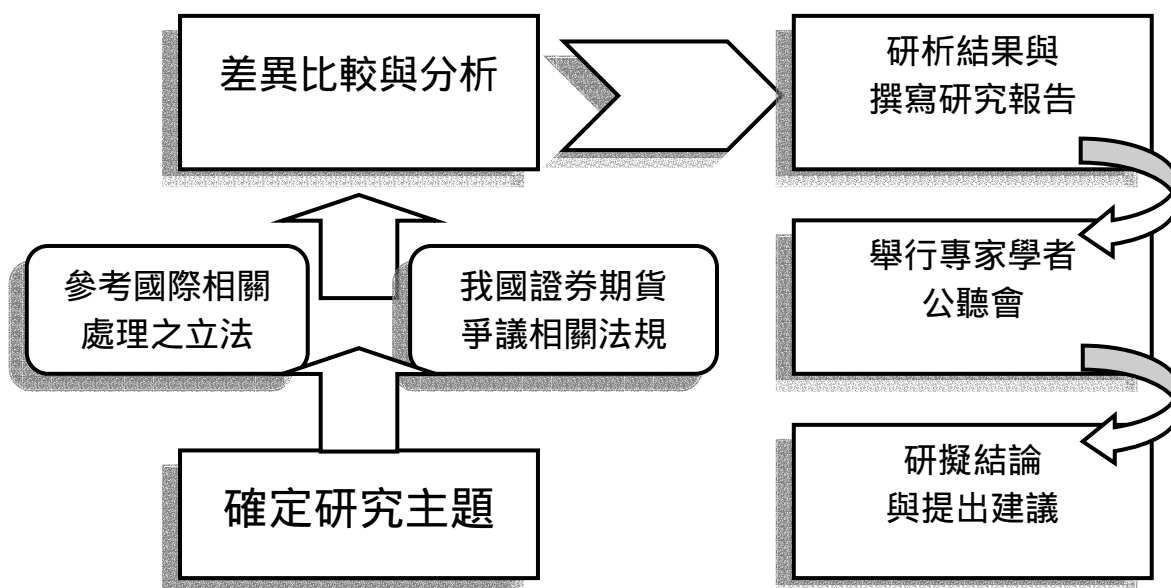 差異比較與分析
研析結果與
撰寫研究報告
參考國際相關
處理之立法
我國證券期貨
爭議相關法規
舉行專家學者
公聽會
確定研究主題
研擬結論
與提出建議